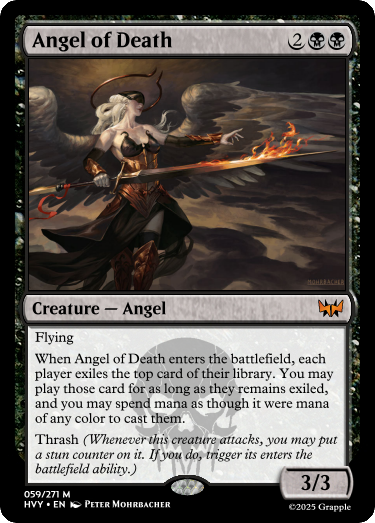 Angel of Death 2
MOHRBACHER
Creature — Angel
Flying
When Angel of Death enters the battlefield, each
player exiles the top card of their library. You may
play those card for as long as they remains exiled,
and you may spend mana as though it were mana
of any color to cast them.
Thrash (Whenever this creature attacks, you may put
a stun counter on it. If you do, trigger its enters the
battlefield ability.)
3/3
059/271 M
HVY • EN Peter Mohrbacher
©2025 Grapple